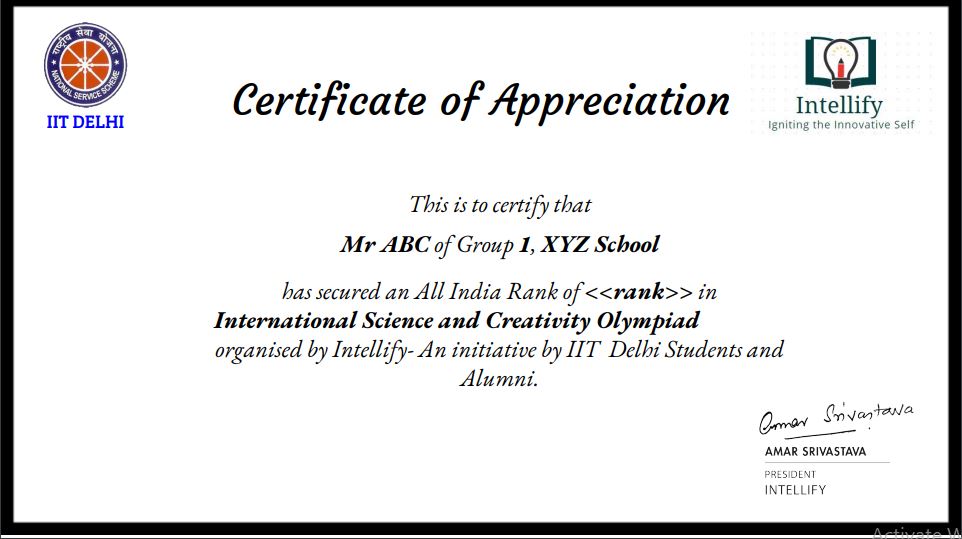 राष्ट्रीय सेवा योजना
NATIONAL SERVICE SCHEME
IIT DELHI
Certificate of Appreciation
Intellify
Igniting the Innovative Self
This is to certify that
Mr ABC of Group 1, XYZ School
has secured an All India Rank of <<rank>> in
International Science and Creativity Olympiad
organised by Intellify- An initiative by IIT Delhi Students and
Alumni.
Amar Srivastava
AMAR SRIVASTAVA
PRESIDENT
INTELLIFY
Activate W